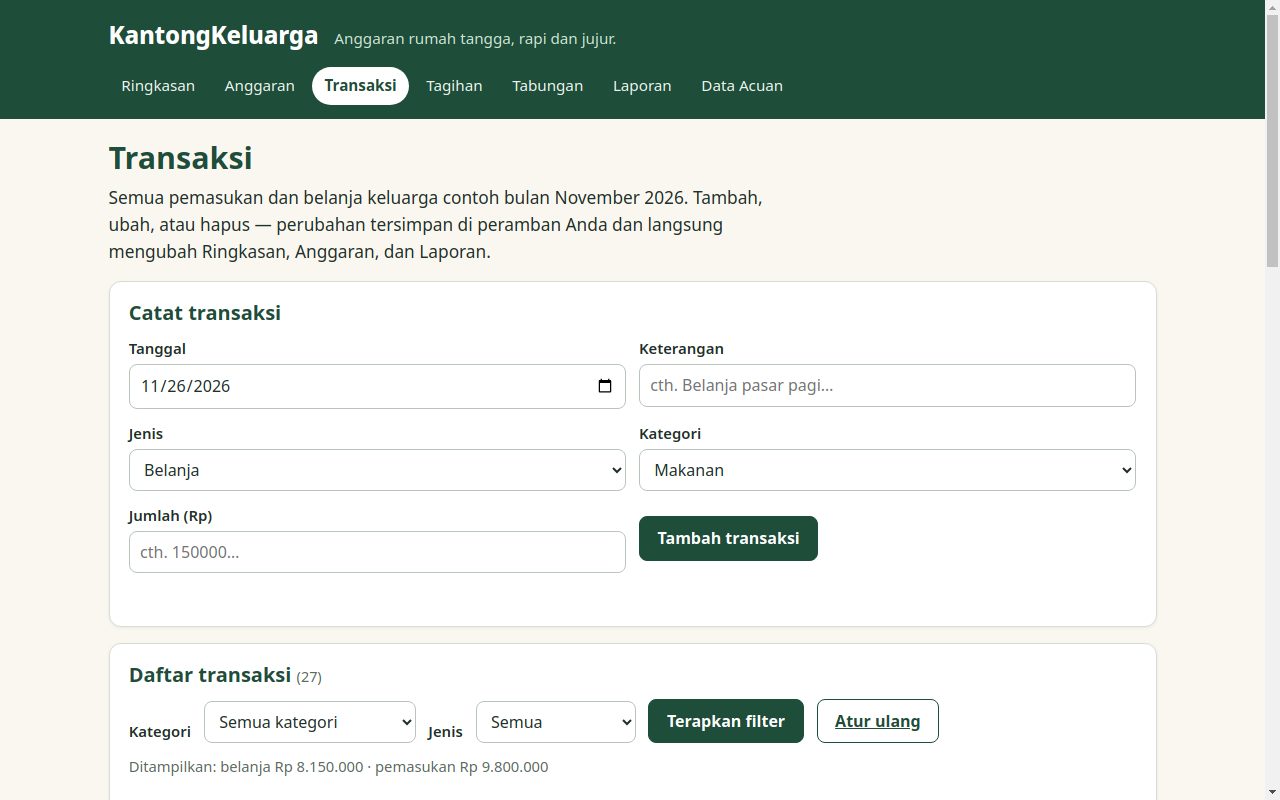 KantongKeluarga Anggaran rumah tangga, rapi dan jujur.
Ringkasan Anggaran Transaksi Tagihan Tabungan Laporan Data Acuan
Transaksi
Semua pemasukan dan belanja keluarga contoh bulan November 2026. Tambah,
ubah, atau hapus — perubahan tersimpan di peramban Anda dan langsung
mengubah Ringkasan, Anggaran, dan Laporan.
Catat transaksi
Tanggal Keterangan
11/26/2026 cth. Belanja pasar pagi...
Jenis Kategori
Belanja Makanan
Jumlah (Rp)
cth. 150000... Tambah transaksi
Daftar transaksi (27)
Kategori Semua kategori Jenis Semua Terapkan filter Atur ulang
Ditampilkan: belanja Rp 8.150.000 · pemasukan Rp 9.800.000